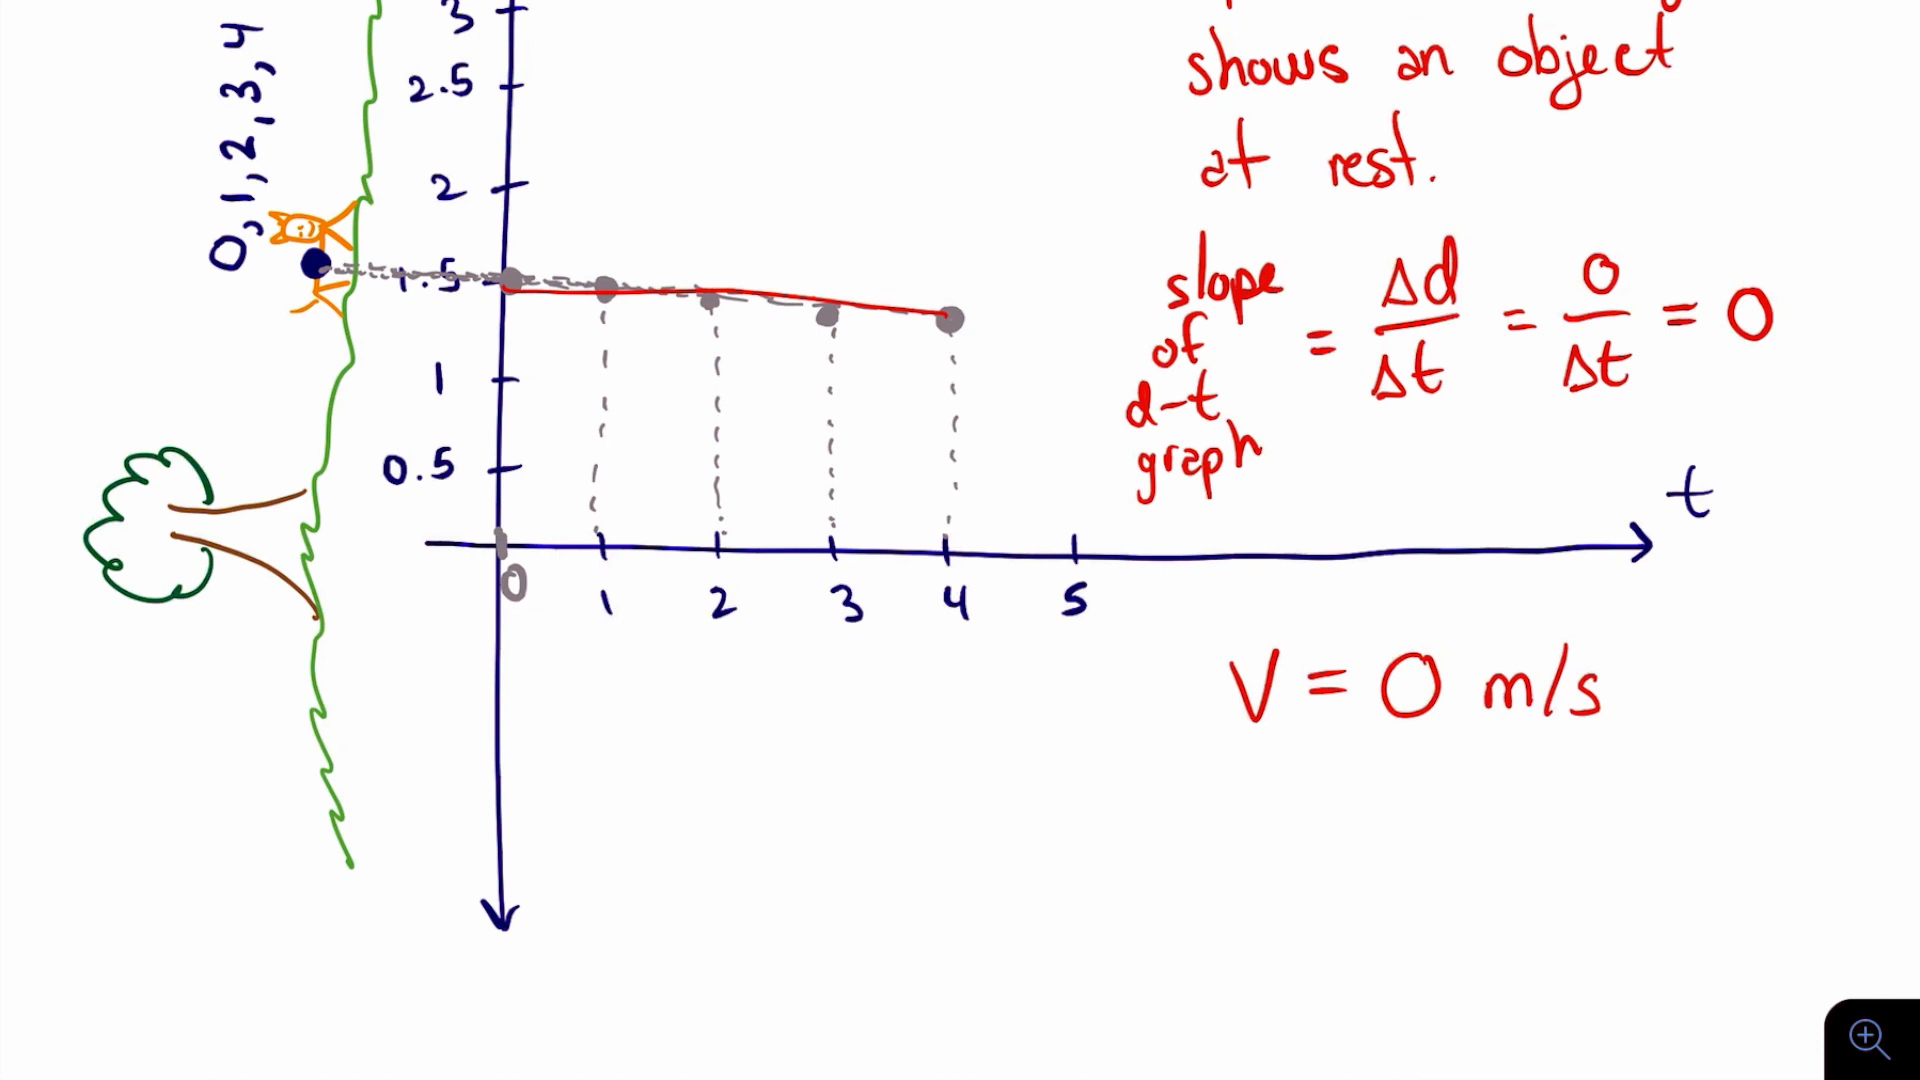 0, 1, 2, 3, 4
3
2.5
2
1.5
1
0.5
0
1 2 3 4 5
t
shows an object
at rest.
slope of d-t graph = Δd/Δt = 0/Δt = 0
V = 0 m/s